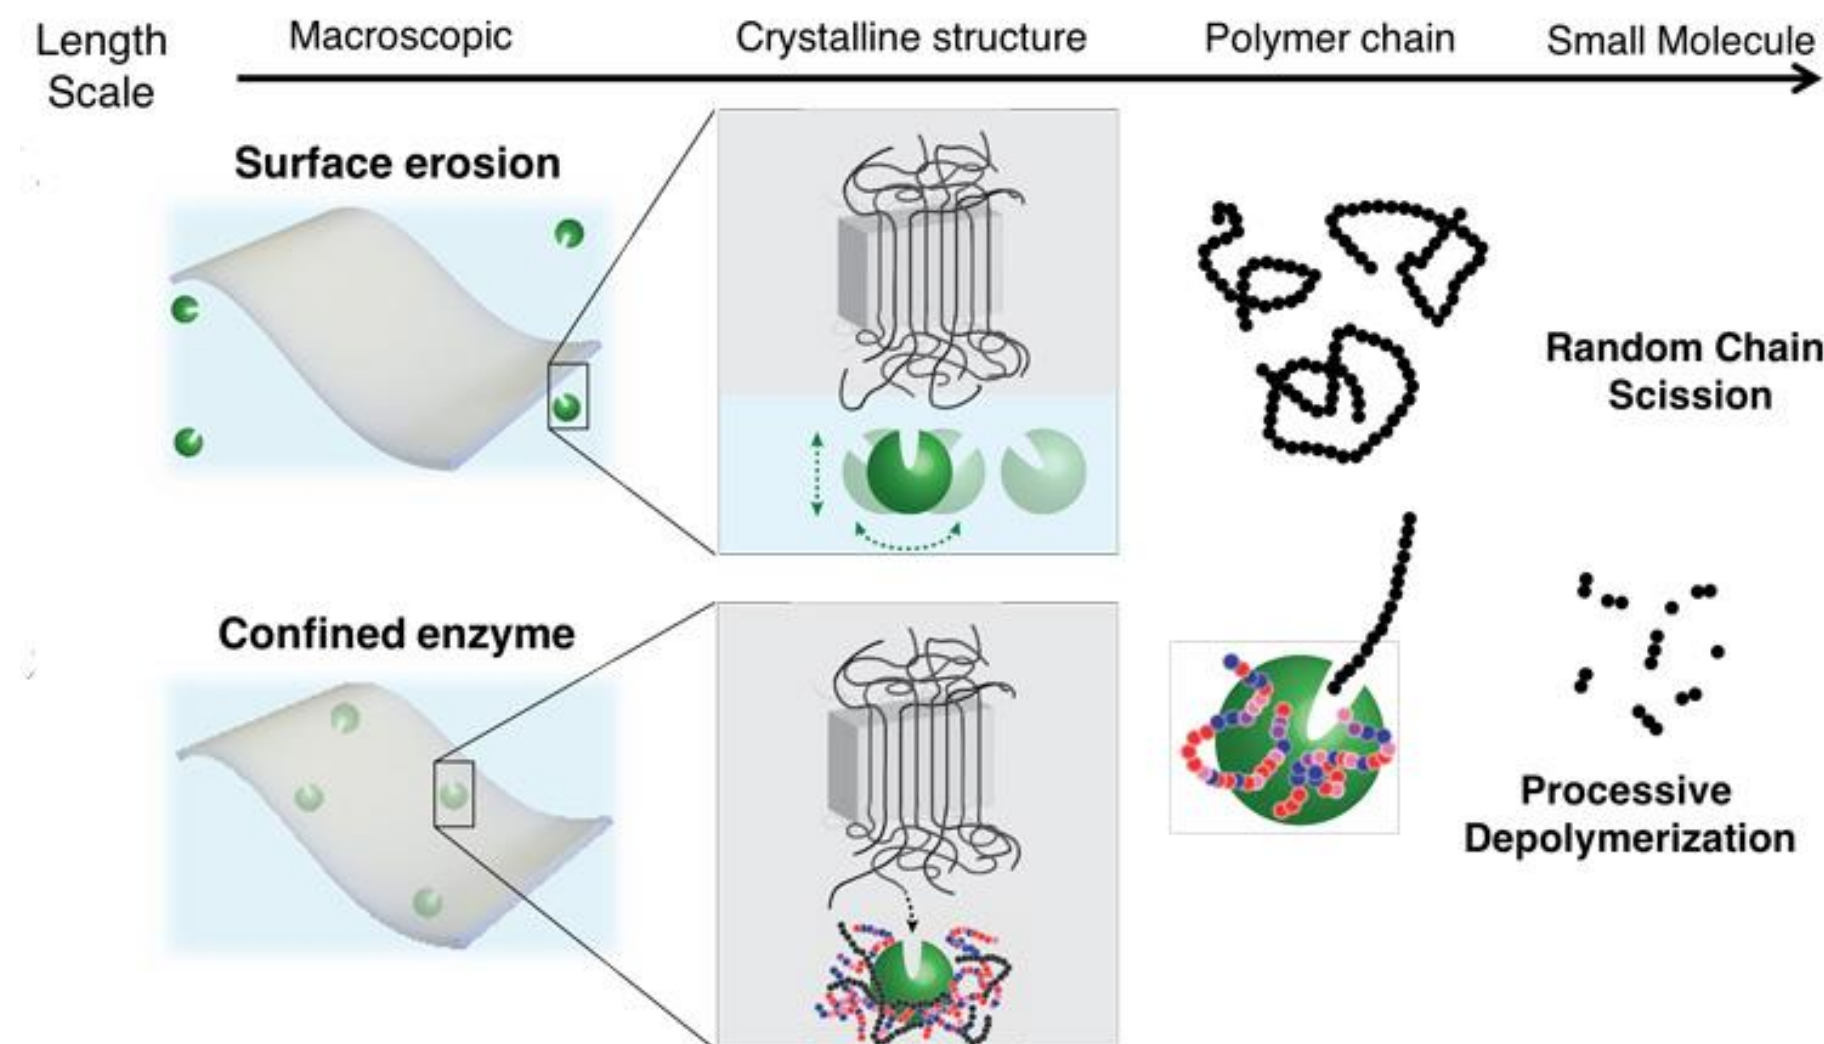 Length
Scale
Macroscopic
Crystalline structure
Polymer chain
Small Molecule
Surface erosion
Random Chain
Scission
Confined enzyme
Processive
Depolymerization